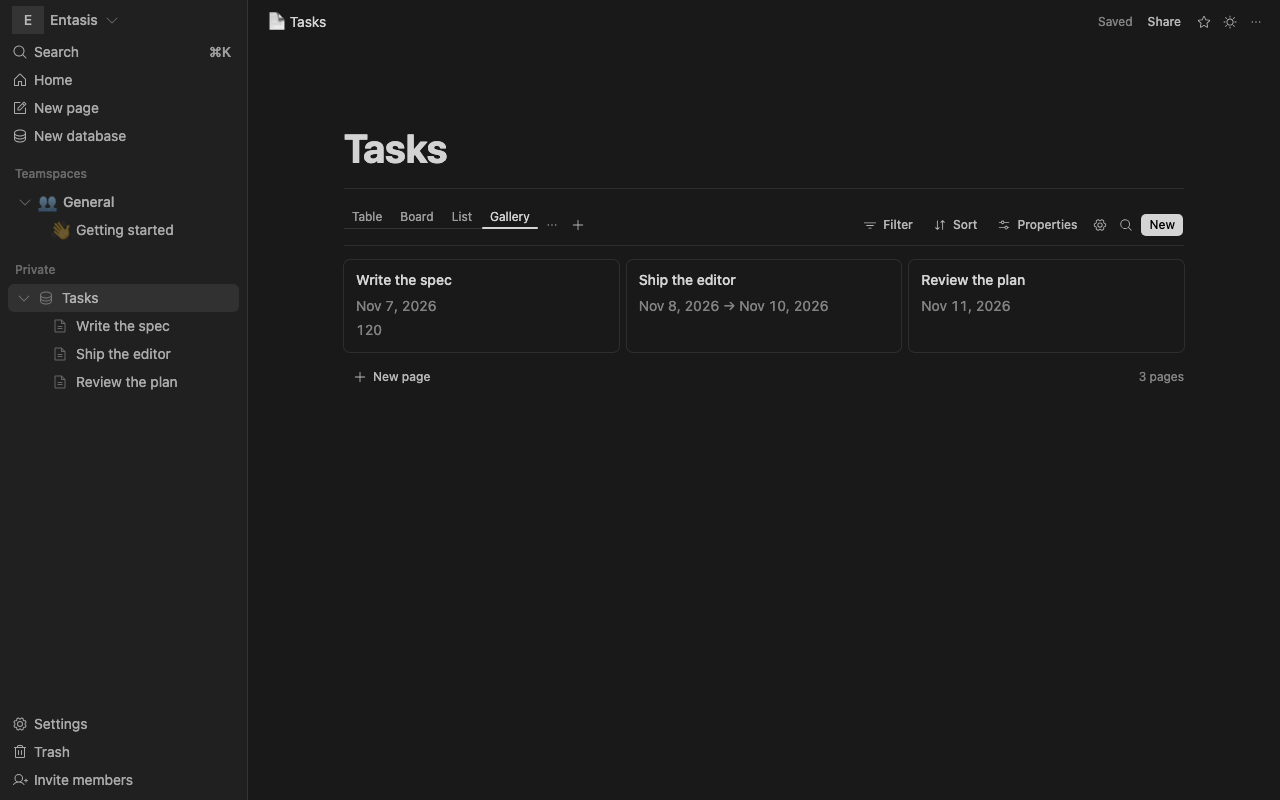 E Entasis
Search ⌘K
Home
New page
New database
Teamspaces
General
Getting started
Private
Tasks
Write the spec
Ship the editor
Review the plan
Settings
Trash
Invite members
Tasks
Saved Share
Tasks
Table Board List Gallery ... +
Filter Sort Properties New
Write the spec
Nov 7, 2026
120
Ship the editor
Nov 8, 2026 → Nov 10, 2026
Review the plan
Nov 11, 2026
+ New page
3 pages